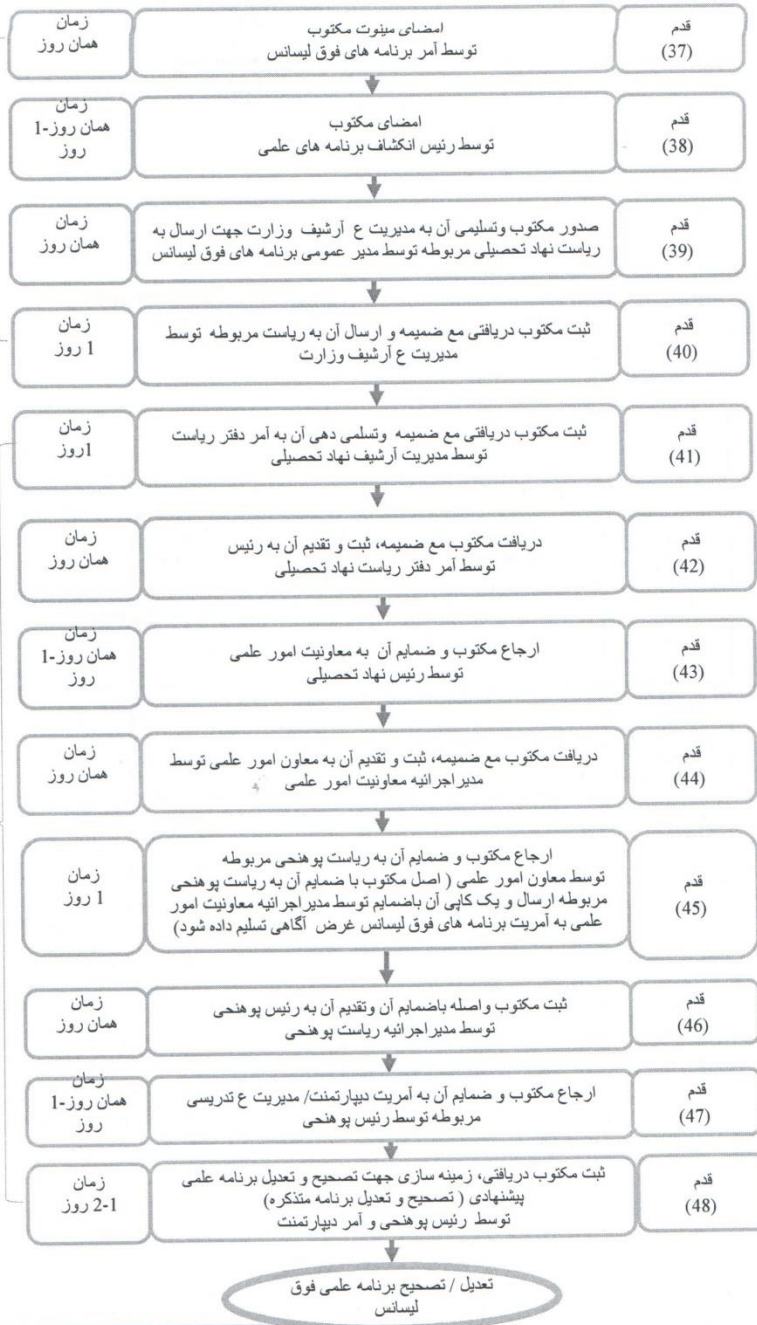 قدم
(37)
امضای مینوت مکتوب
توسط آمر برنامه های فوق لیسانس
زمان
همان روز
قدم
(38)
امضای مکتوب
توسط رئیس انکشاف برنامه های علمی
زمان
همان روز-1
روز
قدم
(39)
صدور مکتوب وتسلیمی آن به مدیریت ع آرشیف وزارت جهت ارسال به
ریاست نهاد تحصیلی مربوطه توسط مدیر عمومی برنامه های فوق لیسانس
زمان
همان روز
قدم
(40)
ثبت مکتوب دریافتی مع ضمیمه و ارسال آن به ریاست مربوطه توسط
مدیریت ع آرشیف وزارت
زمان
1 روز
قدم
(41)
ثبت مکتوب دریافتی مع ضمیمه وتسلمی دهی آن به آمر دفتر ریاست
توسط مدیریت آرشیف نهاد تحصیلی
زمان
1روز
قدم
(42)
دریافت مکتوب مع ضمیمه، ثبت و تقدیم آن به رئیس
توسط آمر دفتر ریاست نهاد تحصیلی
زمان
همان روز
قدم
(43)
ارجاع مکتوب و ضمایم آن به معاونیت امور علمی
توسط رئیس نهاد تحصیلی
زمان
همان روز-1
روز
قدم
(44)
دریافت مکتوب مع ضمیمه، ثبت و تقدیم آن به معاون امور علمی توسط
مدیراجرائیه معاونیت امور علمی
زمان
همان روز
قدم
(45)
ارجاع مکتوب و ضمایم آن به ریاست پوهنحی مربوطه
توسط معاون امور علمی ( اصل مکتوب با ضمایم آن به ریاست پوهنحی
مربوطه ارسال و یک کاپی آن باضمایم توسط مدیراجرائیه معاونیت امور
علمی به آمریت برنامه های فوق لیسانس غرض آگاهی تسلیم داده شود)
زمان
1 روز
قدم
(46)
ثبت مکتوب واصله باضمایم آن وتقدیم آن به رئیس پوهنحی
توسط مدیراجرائیه ریاست پوهنحی
زمان
همان روز
قدم
(47)
ارجاع مکتوب و ضمایم آن به آمریت دیپارتمنت/ مدیریت ع تدریسی
مربوطه توسط رئیس پوهنحی
زمان
همان روز-1
روز
قدم
(48)
ثبت مکتوب دریافتی، زمینه سازی جهت تصحیح و تعدیل برنامه علمی
پیشنهادی ( تصحیح و تعدیل برنامه متذکره)
توسط رئیس پوهنحی و آمر دیپارتمنت
زمان
1-2 روز
تعدیل / تصحیح برنامه علمی فوق
لیسانس